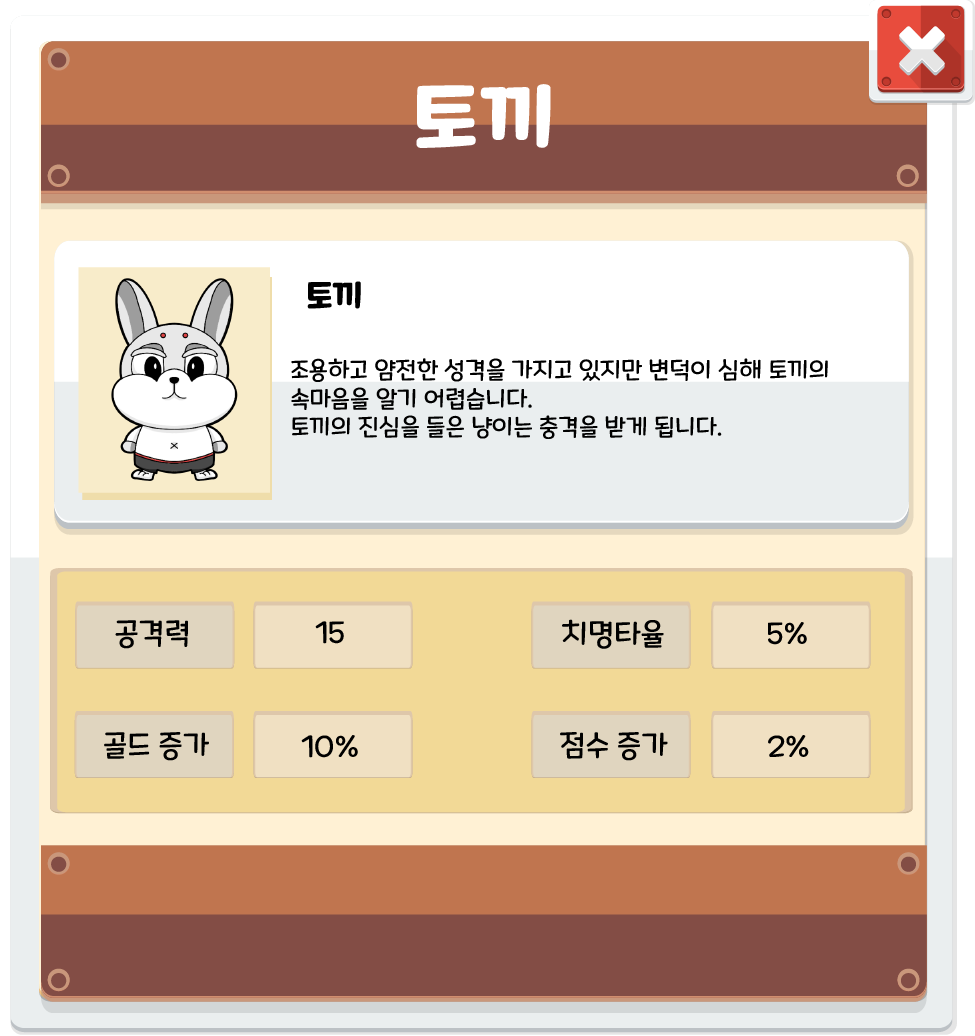 토끼
토끼
조용하고 얌전한 성격을 가지고 있지만 변덕이 심해 토끼의
속마음을 알기 어렵습니다.
토끼의 진심을 들은 냥이는 충격을 받게 됩니다.
공격력 15 치명타율 5%
골드 증가 10% 점수 증가 2%